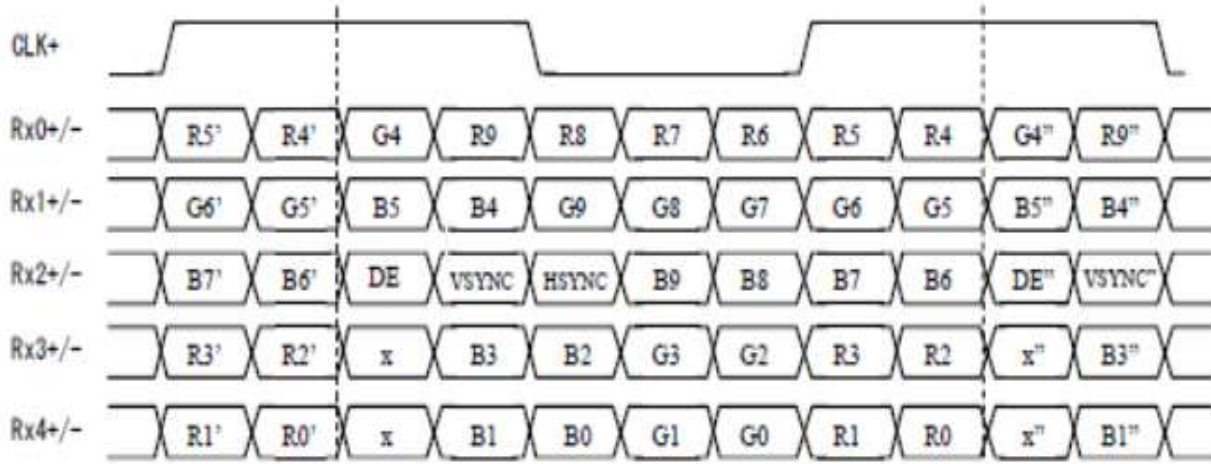 CLK+
Rx0+/- R5' R4' G4 R9 R8 R7 R6 R5 R4 G4” R9”
Rx1+/- G6' G5' B5 B4 G9 G8 G7 G6 G5 B5” B4”
Rx2+/- B7' B6' DE VSYNC HSYNC B9 B8 B7 B6 DE” VSYNC”
Rx3+/- R3' R2' x B3 B2 G3 G2 R3 R2 x” B3”
Rx4+/- R1' R0' x B1 B0 G1 G0 R1 R0 x” B1”